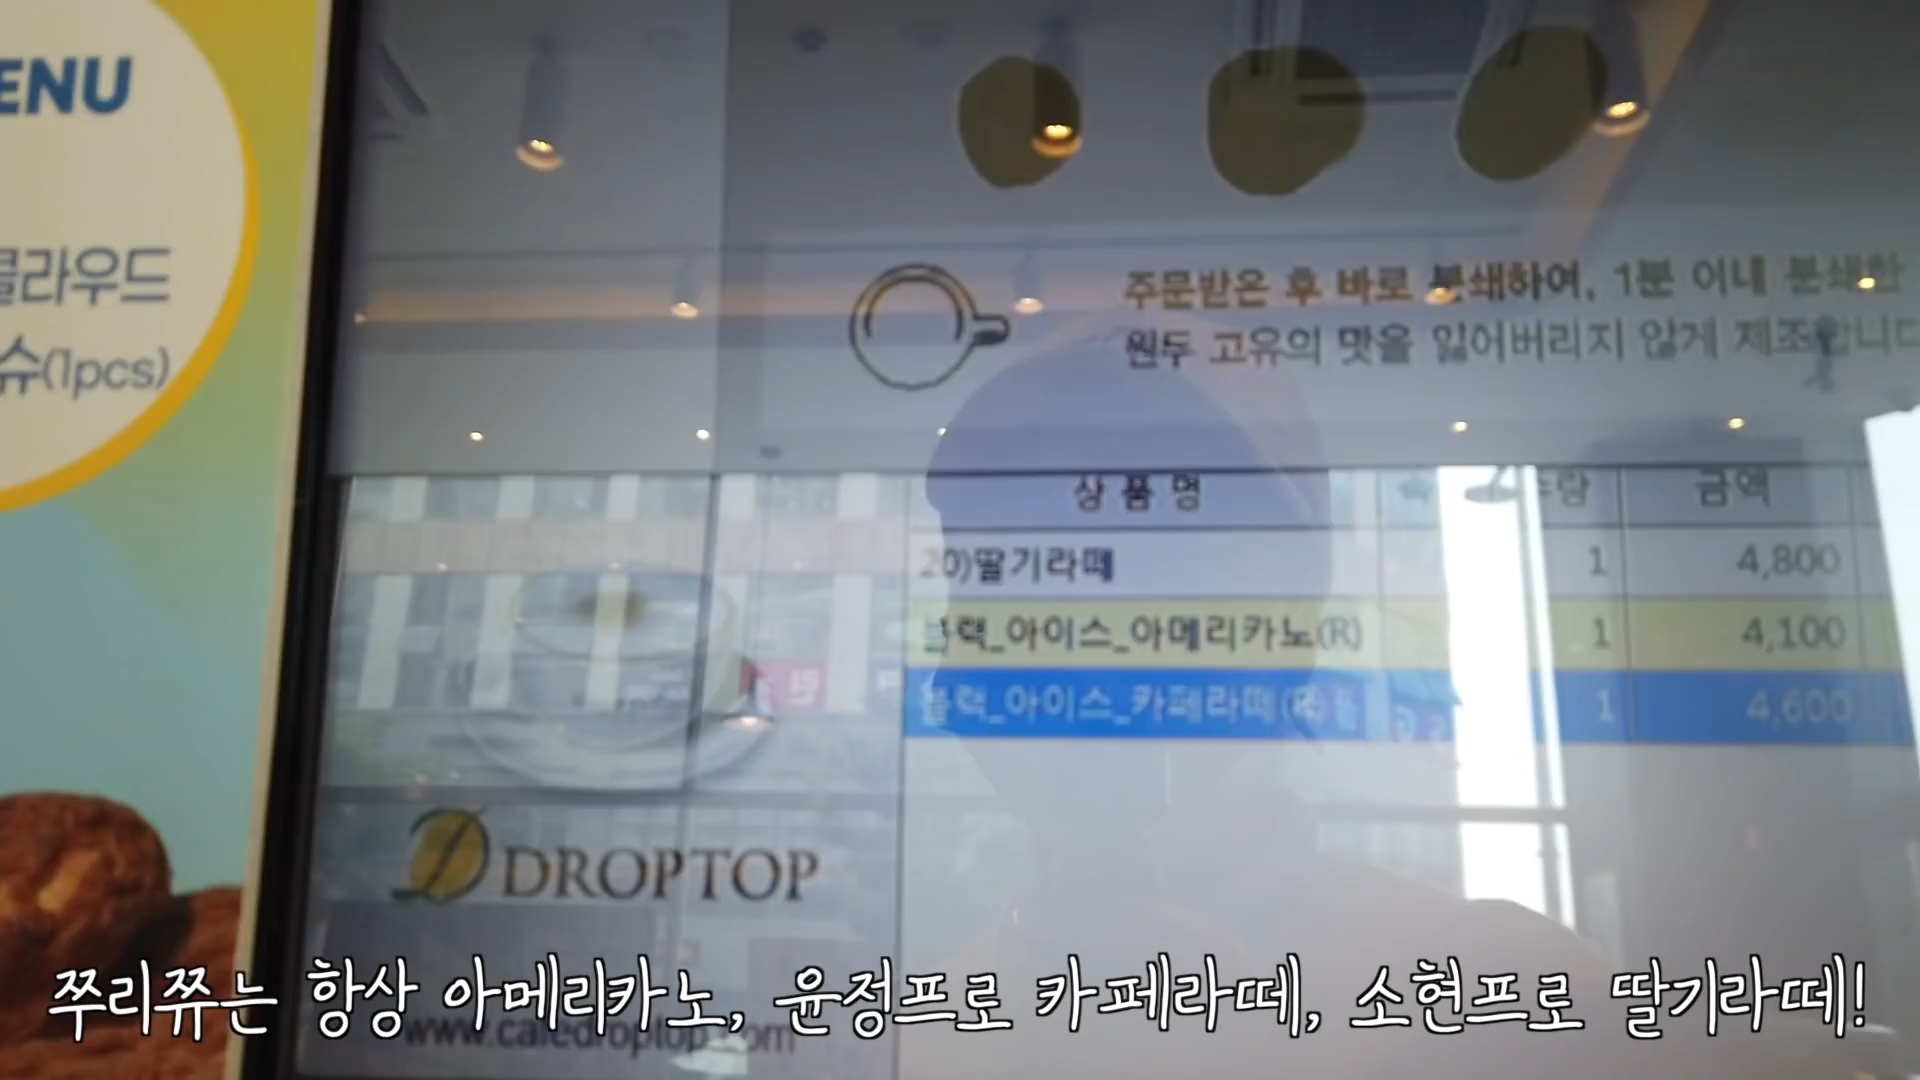 ENU
클라우드
슈(1pcs)
주문받은 후 바로 분쇄하여, 1분 이내 분쇄한
원두 고유의 맛을 잃어버리지 않게 제조합니다
상 품 명 수량 금액
20)딸기라떼 1 4,800
블랙_아이스_아메리카노(R) 1 4,100
블랙_아이스_카페라떼(R) 1 4,600
DROPTOP
www.cafedroptop.com
쭈리쮸는 항상 아메리카노, 윤정프로 카페라떼, 소현프로 딸기라떼!